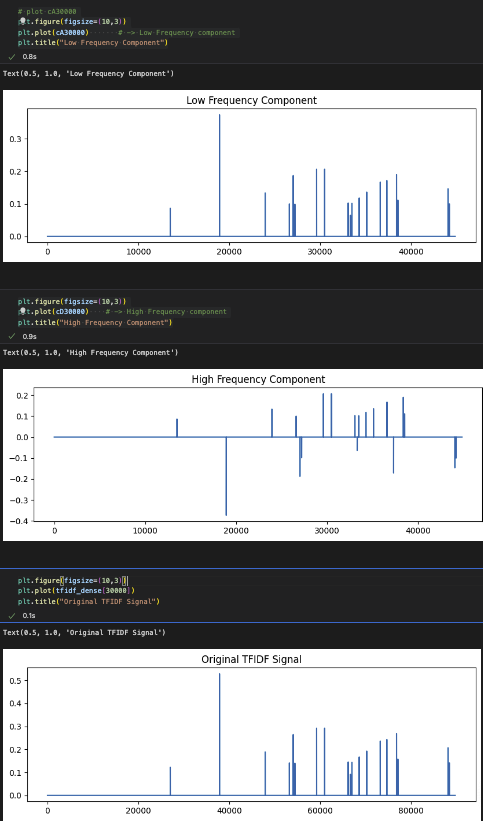 # plot cA30000
plt.figure(figsize=(10,3))
plt.plot(cA30000) # -> Low Frequency component
plt.title("Low Frequency Component")
0.8s
Text(0.5, 1.0, 'Low Frequency Component')
Low Frequency Component
0.3
0.2
0.1
0.0
0 10000 20000 30000 40000
plt.figure(figsize=(10,3))
plt.plot(cD30000) # -> High Frequency component
plt.title("High Frequency Component")
0.9s
Text(0.5, 1.0, 'High Frequency Component')
High Frequency Component
0.2
0.1
0.0
−0.1
−0.2
−0.3
−0.4
0 10000 20000 30000 40000
plt.figure(figsize=(10,3))
plt.plot(tfidf_dense[30000])
plt.title("Original TFIDF Signal")
0.1s
Text(0.5, 1.0, 'Original TFIDF Signal')
Original TFIDF Signal
0.5
0.4
0.3
0.2
0.1
0.0
0 20000 40000 60000 80000